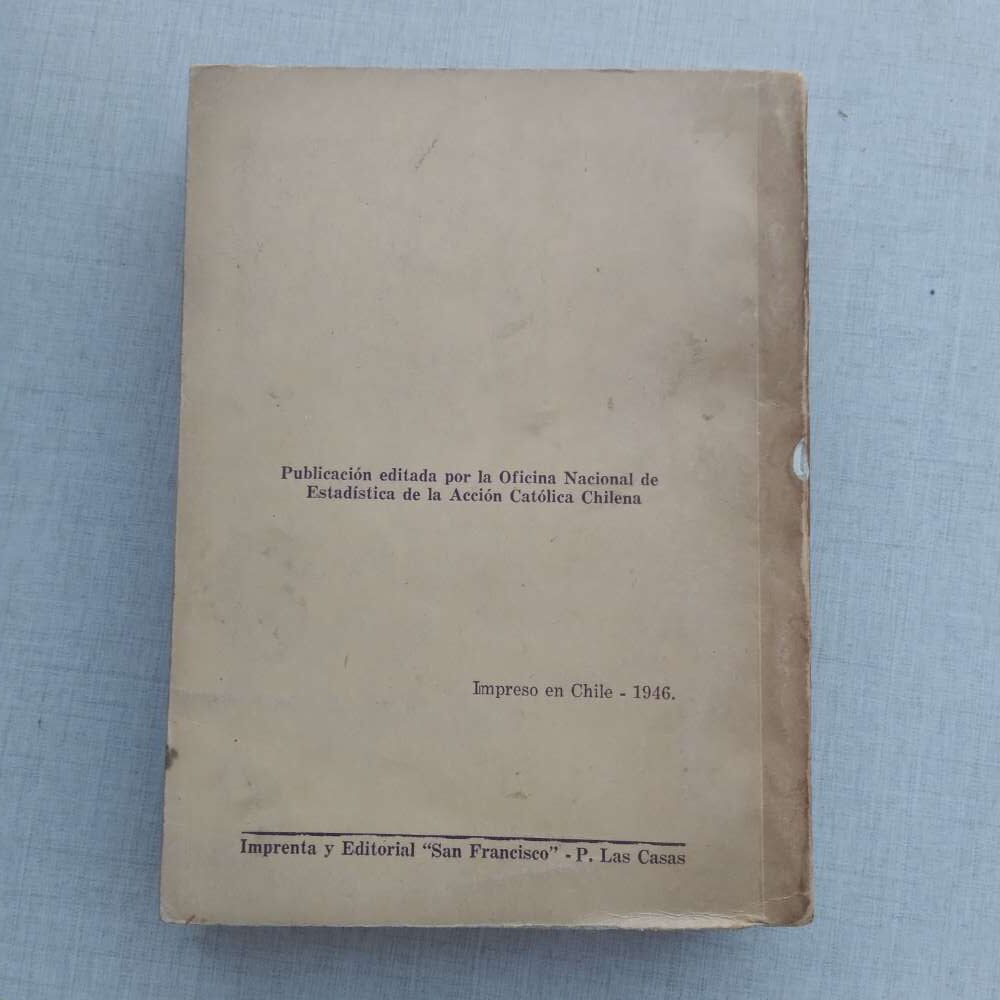 Publicación editada por la Oficina Nacional de
Estadística de la Acción Católica Chilena
Impreso en Chile - 1946.
Imprenta y Editorial “San Francisco” - P. Las Casas